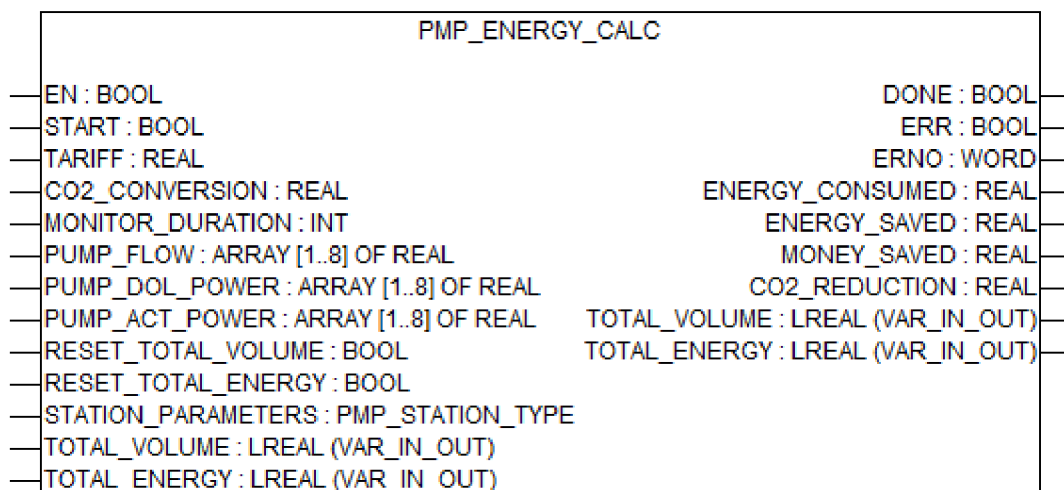 PMP_ENERGY_CALC
EN : BOOL DONE : BOOL
START : BOOL ERR : BOOL
TARIFF : REAL ERNO : WORD
CO2_CONVERSION : REAL ENERGY_CONSUMED : REAL
MONITOR_DURATION : INT ENERGY_SAVED : REAL
PUMP_FLOW : ARRAY [1..8] OF REAL MONEY_SAVED : REAL
PUMP_DOL_POWER : ARRAY [1..8] OF REAL CO2_REDUCTION : REAL
PUMP_ACT_POWER : ARRAY [1..8] OF REAL TOTAL_VOLUME : LREAL (VAR_IN_OUT)
RESET_TOTAL_VOLUME : BOOL TOTAL_ENERGY : LREAL (VAR_IN_OUT)
RESET_TOTAL_ENERGY : BOOL
STATION_PARAMETERS : PMP_STATION_TYPE
TOTAL_VOLUME : LREAL (VAR_IN_OUT)
TOTAL_ENERGY : LREAL (VAR_IN_OUT)